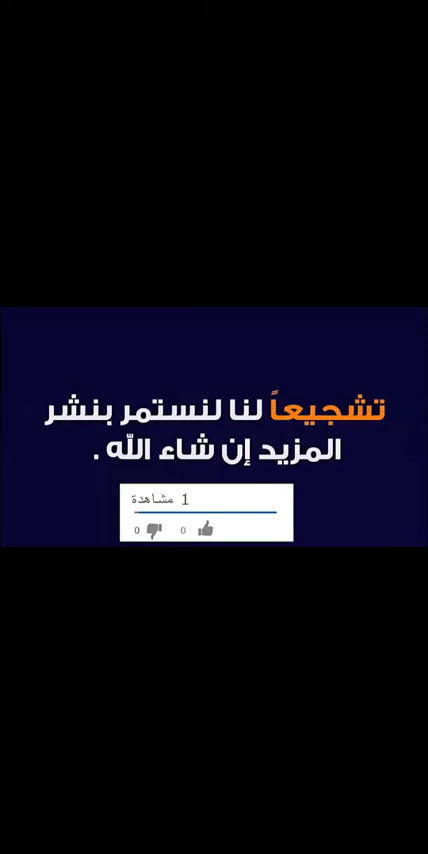 تشجيعاً لنا لنستمر بنشر
المزيد إن شاء الله .
1 مشاهدة
0 0